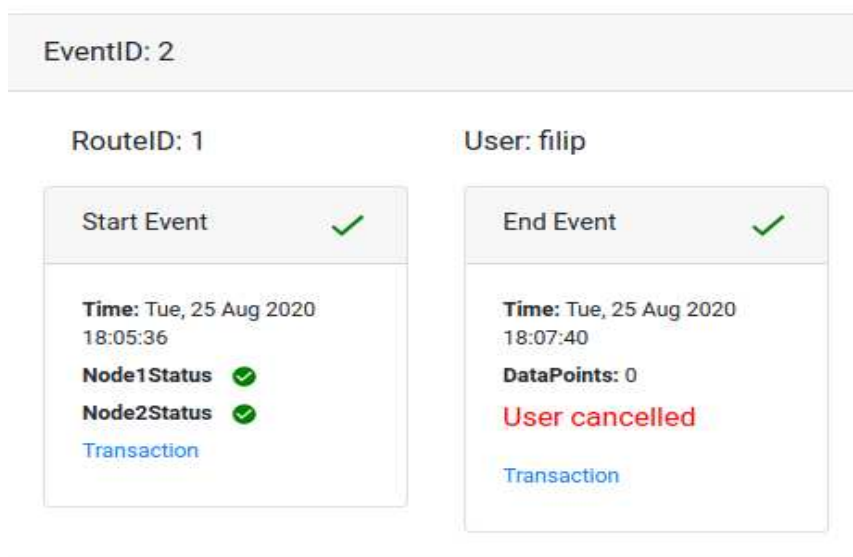 EventID: 2
RouteID: 1
User: filip
Start Event
Time: Tue, 25 Aug 2020
18:05:36
Node1Status
Node2Status
Transaction
End Event
Time: Tue, 25 Aug 2020
18:07:40
DataPoints: 0
User cancelled
Transaction